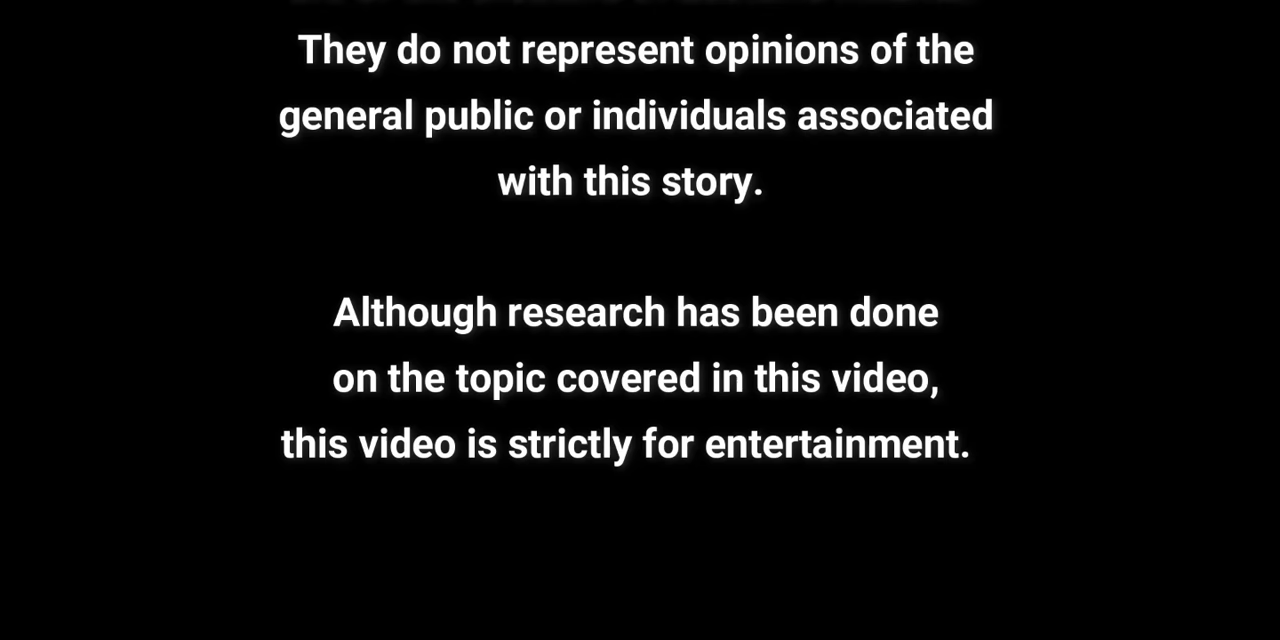 They do not represent opinions of the
general public or individuals associated
with this story.
Although research has been done
on the topic covered in this video,
this video is strictly for entertainment.